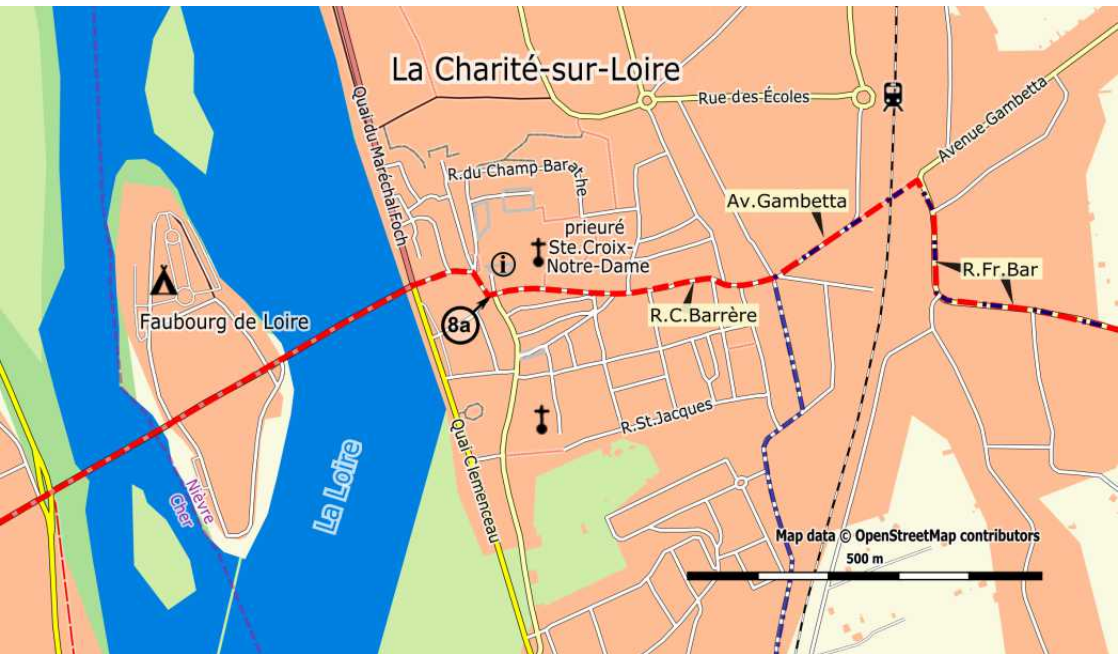 La Charité-sur-Loire
Rue des Écoles
Avenue Gambetta
Quai du Maréchal Foch
R.du Champ Barathe
Av.Gambetta
prieuré
Ste.Croix-
Notre-Dame
i
R.Fr.Bar
8a
R.C.Barrère
Faubourg de Loire
R.St.Jacques
Quai Clemenceau
La Loire
Nièvre
Cher
Map data © OpenStreetMap contributors
500 m